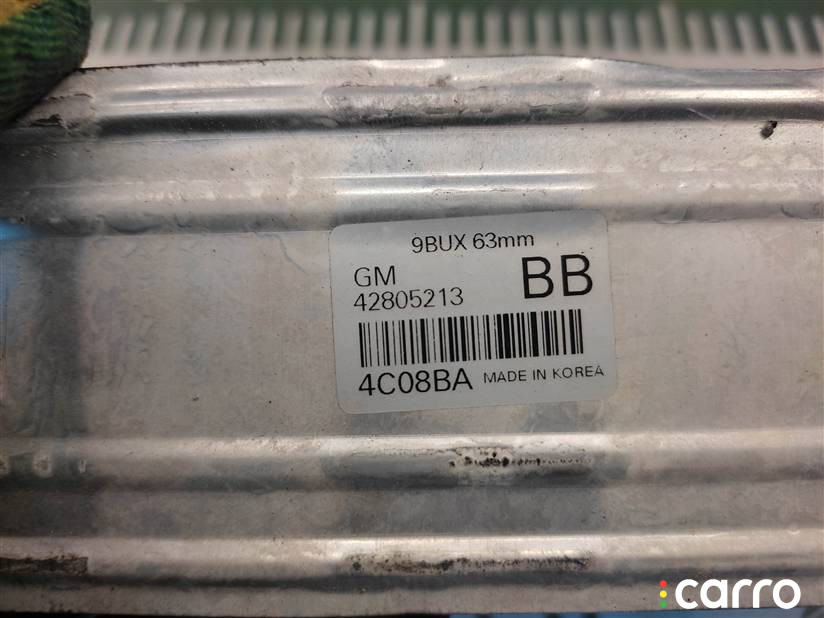 9BUX 63mm
GM
BB
42805213
4C08BA MADE IN KOREA
carro